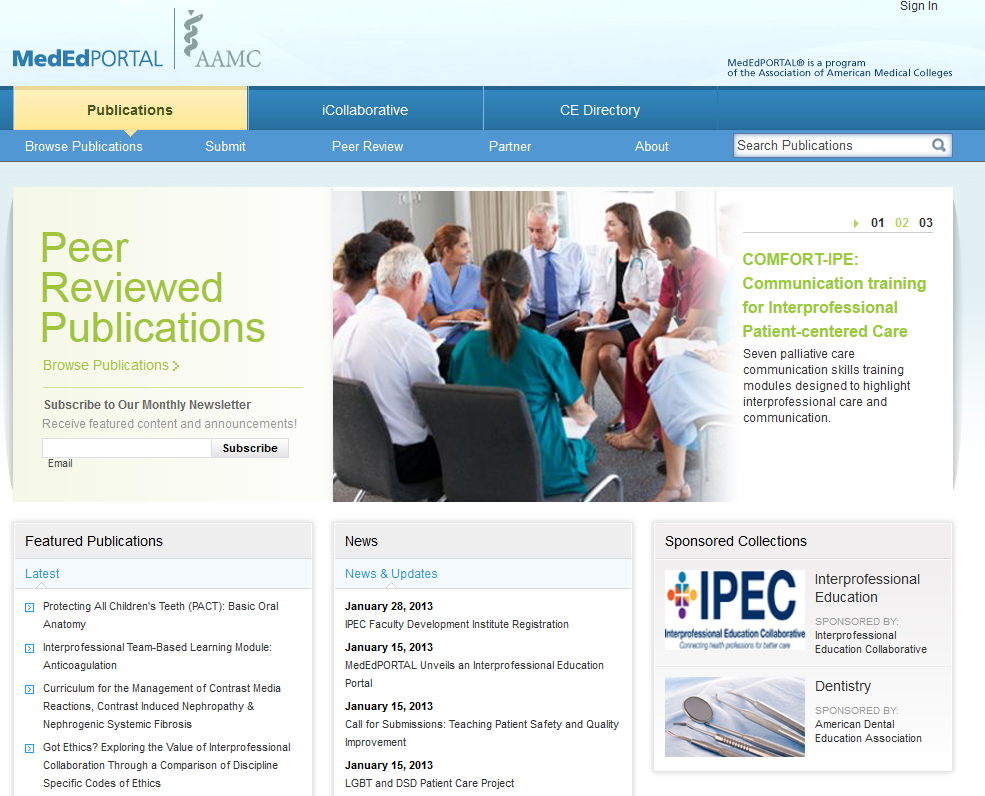 Sign In
MedEdPORTAL
AAMC
MedEdPORTAL® is a program
of the Association of American Medical Colleges
Publications
iCollaborative
CE Directory
Browse Publications
Submit
Peer Review
Partner
About
Search Publications
Peer
Reviewed
Publications
Browse Publications
Subscribe to Our Monthly Newsletter
Receive featured content and announcements!
Subscribe
Email
01 02 03
COMFORT-IPE:
Communication training
for Interprofessional
Patient-centered Care
Seven palliative care
communication skills training
modules designed to highlight
interprofessional care and
communication.
Featured Publications
Latest
Protecting All Children's Teeth (PACT): Basic Oral
Anatomy
Interprofessional Team-Based Learning Module:
Anticoagulation
Curriculum for the Management of Contrast Media
Reactions, Contrast Induced Nephropathy &
Nephrogenic Systemic Fibrosis
Got Ethics? Exploring the Value of Interprofessional
Collaboration Through a Comparison of Discipline
Specific Codes of Ethics
News
News & Updates
January 28, 2013
IPEC Faculty Development Institute Registration
January 15, 2013
MedEdPORTAL Unveils an Interprofessional Education
Portal
January 15, 2013
Call for Submissions: Teaching Patient Safety and Quality
Improvement
January 15, 2013
LGBT and DSD Patient Care Project
Sponsored Collections
IPEC
Interprofessional Education Collaborative
Connecting health professions for better care
Interprofessional
Education
SPONSORED BY:
Interprofessional
Education Collaborative
Dentistry
SPONSORED BY:
American Dental
Education Association